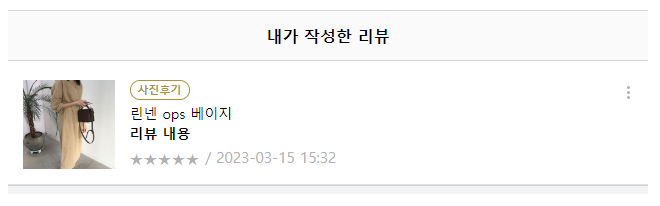 내가 작성한 리뷰
사진후기
린넨 ops 베이지
리뷰 내용
★★★★★ / 2023-03-15 15:32